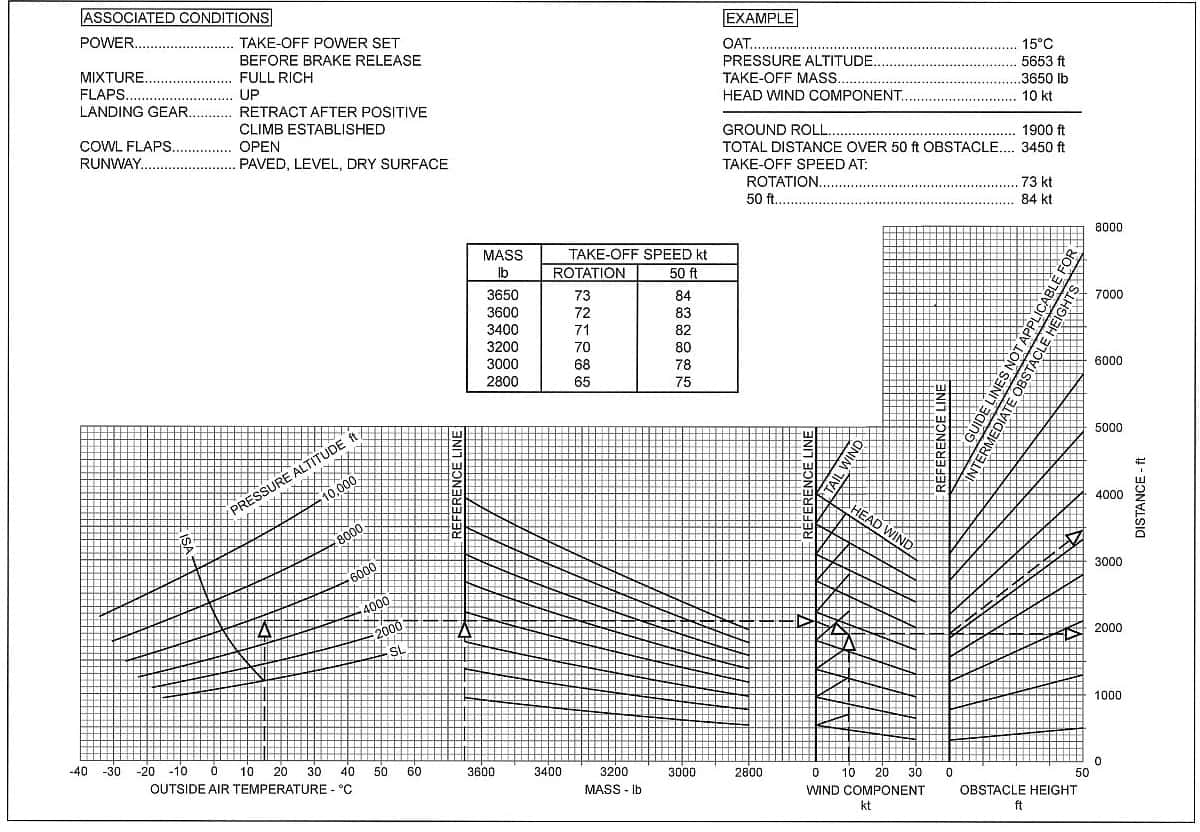 ASSOCIATED CONDITIONS
POWER........................ TAKE-OFF POWER SET
BEFORE BRAKE RELEASE
MIXTURE..................... FULL RICH
FLAPS.......................... UP
LANDING GEAR........... RETRACT AFTER POSITIVE
CLIMB ESTABLISHED
COWL FLAPS............... OPEN
RUNWAY....................... PAVED, LEVEL, DRY SURFACE
EXAMPLE
OAT................................................................. 15°C
PRESSURE ALTITUDE................................... 5653 ft
TAKE-OFF MASS............................................3650 lb
HEAD WIND COMPONENT............................ 10 kt
GROUND ROLL............................................... 1900 ft
TOTAL DISTANCE OVER 50 ft OBSTACLE.... 3450 ft
TAKE-OFF SPEED AT:
ROTATION................................................. 73 kt
50 ft............................................................ 84 kt
MASS TAKE-OFF SPEED kt
lb ROTATION 50 ft
3650 73 84
3600 72 83
3400 71 82
3200 70 80
3000 68 78
2800 65 75
PRESSURE ALTITUDE ft
10,000
8000
6000
4000
2000
SL
ISA
REFERENCE LINE
REFERENCE LINE
TAIL WIND
HEAD WIND
REFERENCE LINE
GUIDE LINES NOT APPLICABLE FOR
INTERMEDIATE OBSTACLE HEIGHTS
8000
7000
6000
5000
4000
3000
2000
1000
0
DISTANCE - ft
-40 -30 -20 -10 0 10 20 30 40 50 60
OUTSIDE AIR TEMPERATURE - °C
3600 3400 3200 3000 2800
MASS - lb
0 10 20 30
WIND COMPONENT
kt
0 50
OBSTACLE HEIGHT
ft